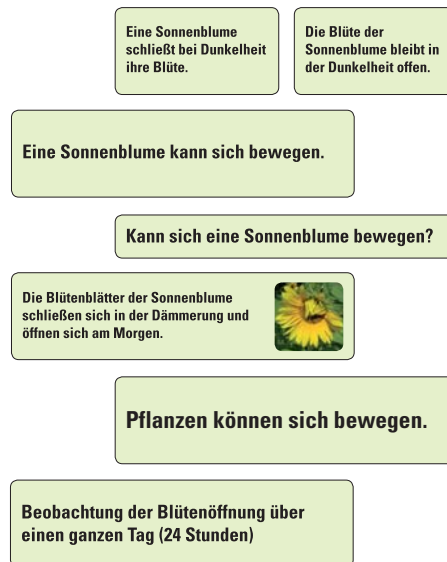 Eine Sonnenblume
schließt bei Dunkelheit
ihre Blüte.
Die Blüte der
Sonnenblume bleibt in
der Dunkelheit offen.
Eine Sonnenblume kann sich bewegen.
Kann sich eine Sonnenblume bewegen?
Die Blütenblätter der Sonnenblume
schließen sich in der Dämmerung und
öffnen sich am Morgen.
Pflanzen können sich bewegen.
Beobachtung der Blütenöffnung über
einen ganzen Tag (24 Stunden)